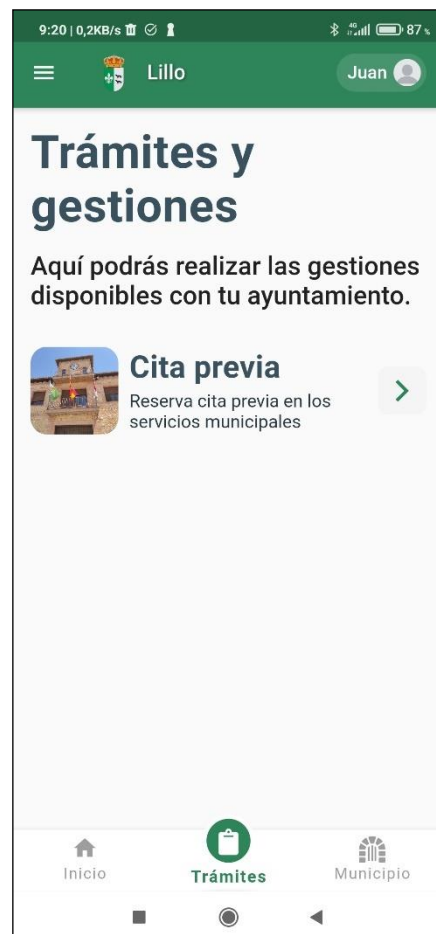 9:20 | 0,2KB/s 4G 87%
Lillo
Juan
Trámites y
gestiones
Aquí podrás realizar las gestiones
disponibles con tu ayuntamiento.
Cita previa
Reserva cita previa en los
servicios municipales
Inicio
Trámites
Municipio